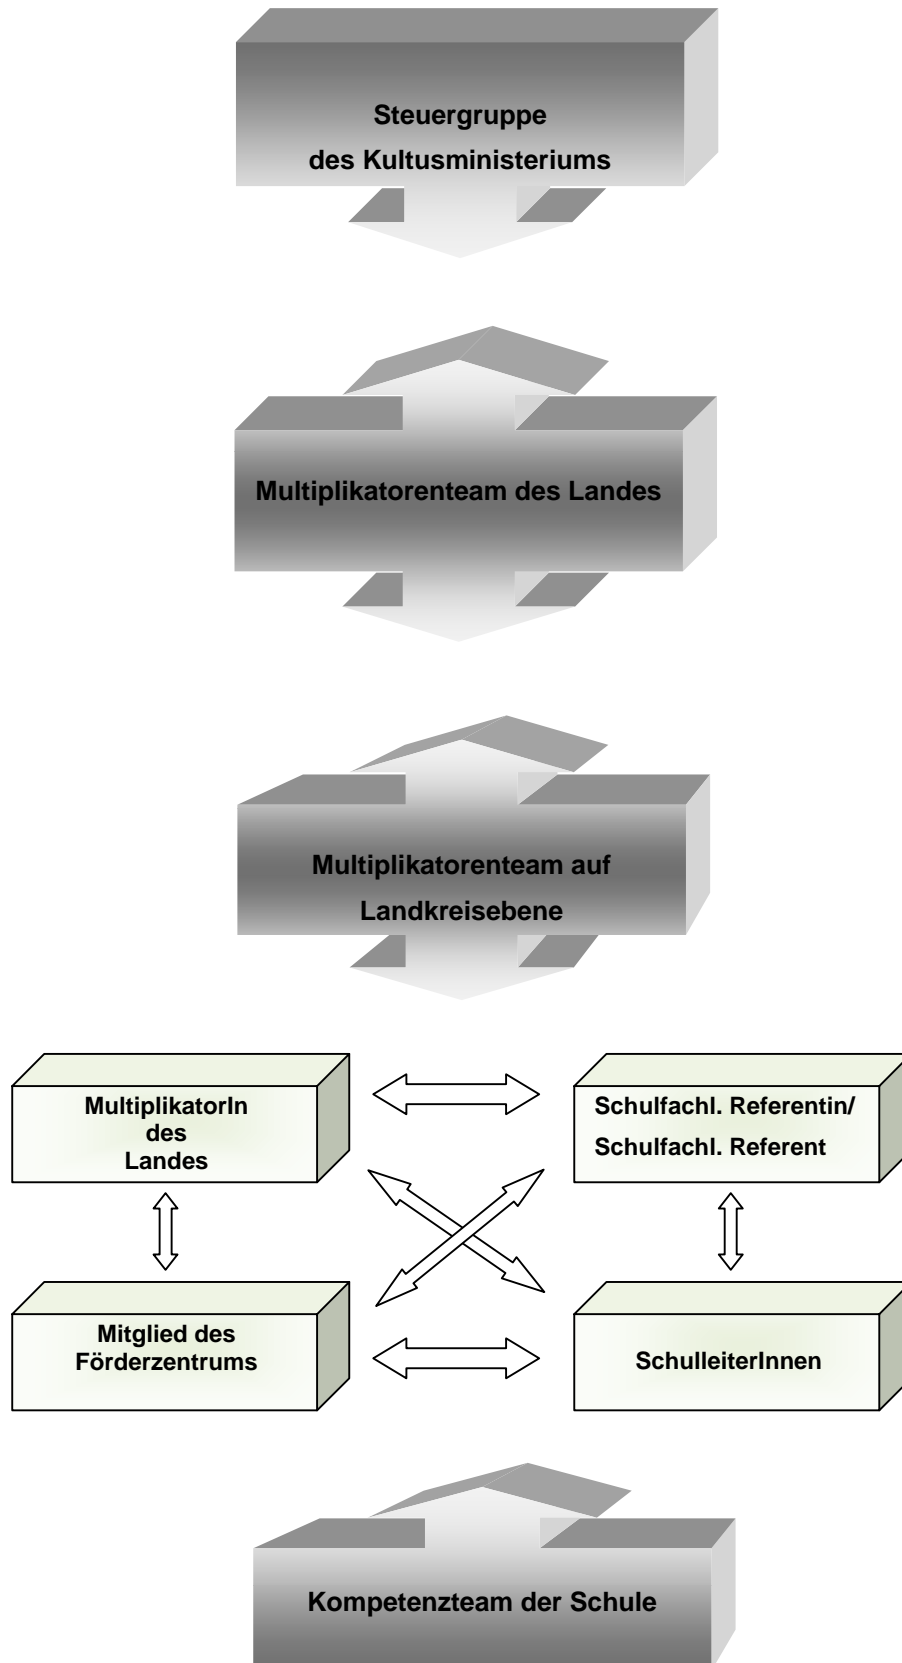 Steuergruppe
des Kultusministeriums
Multiplikatorenteam des Landes
Multiplikatorenteam auf
Landkreisebene
MultiplikatorIn
des
Landes
Schulfachl. Referentin/
Schulfachl. Referent
Mitglied des
Förderzentrums
SchulleiterInnen
Kompetenzteam der Schule